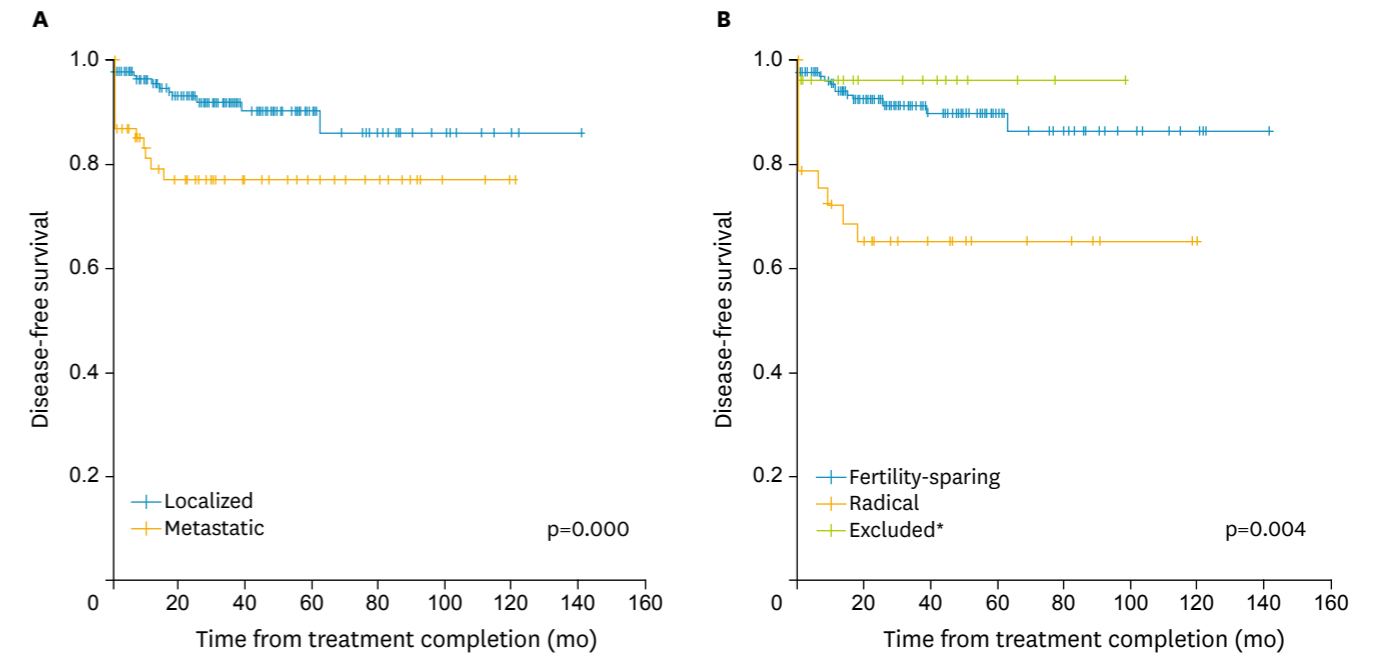 A
1.0
0.8
0.6
0.4
0.2
0 20 40 60 80 100 120 140 160
Disease-free survival
Time from treatment completion (mo)
Localized
Metastatic
p=0.000
B
1.0
0.8
0.6
0.4
0.2
0 20 40 60 80 100 120 140 160
Disease-free survival
Time from treatment completion (mo)
Fertility-sparing
Radical
Excluded*
p=0.004